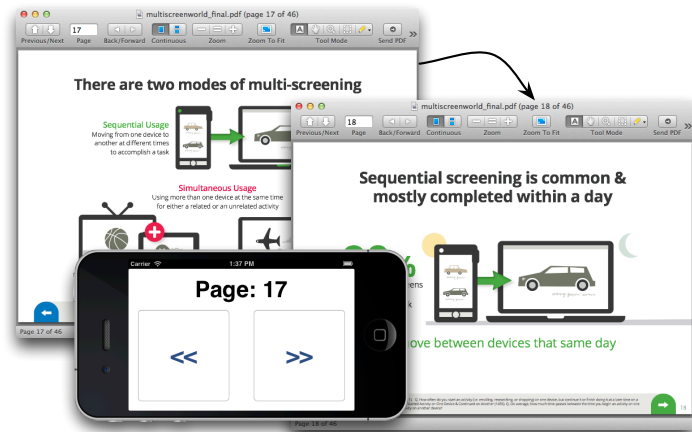 multiscreenworld_final.pdf (page 17 of 46)
17
Previous/Next Page Back/Forward Continuous Zoom Zoom To Fit Tool Mode Send PDF
There are two modes of multi-screening
Sequential Usage
Moving from one device to
another at different times
to accomplish a task
Simultaneous Usage
Using more than one device at the same time
for either a related or an unrelated activity
Page 17 of 46
multiscreenworld_final.pdf (page 18 of 46)
18
Previous/Next Page Back/Forward Continuous Zoom Zoom To Fit Tool Mode Send PDF
Sequential screening is common &
mostly completed within a day
%
ove between devices that same day
18
Page 18 of 46
Carrier 1:37 PM
Page: 17
<< >>